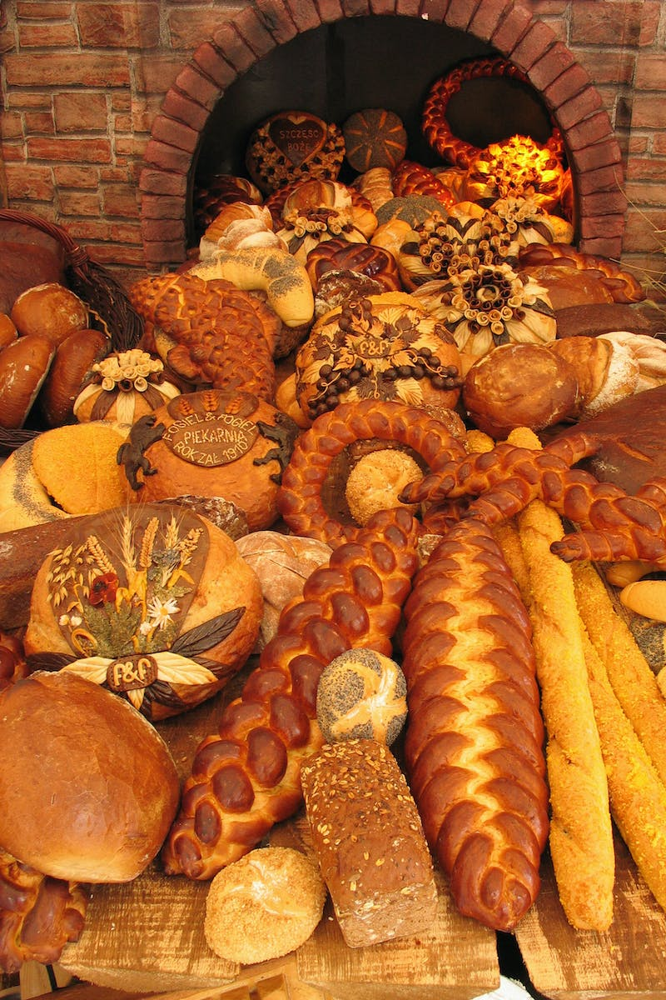 SZCZĘŚĆ
BOŻE
f&f
FOGIEL & FOGIEL
PIEKARNIA
ROK ZAŁ. 1910
f&f